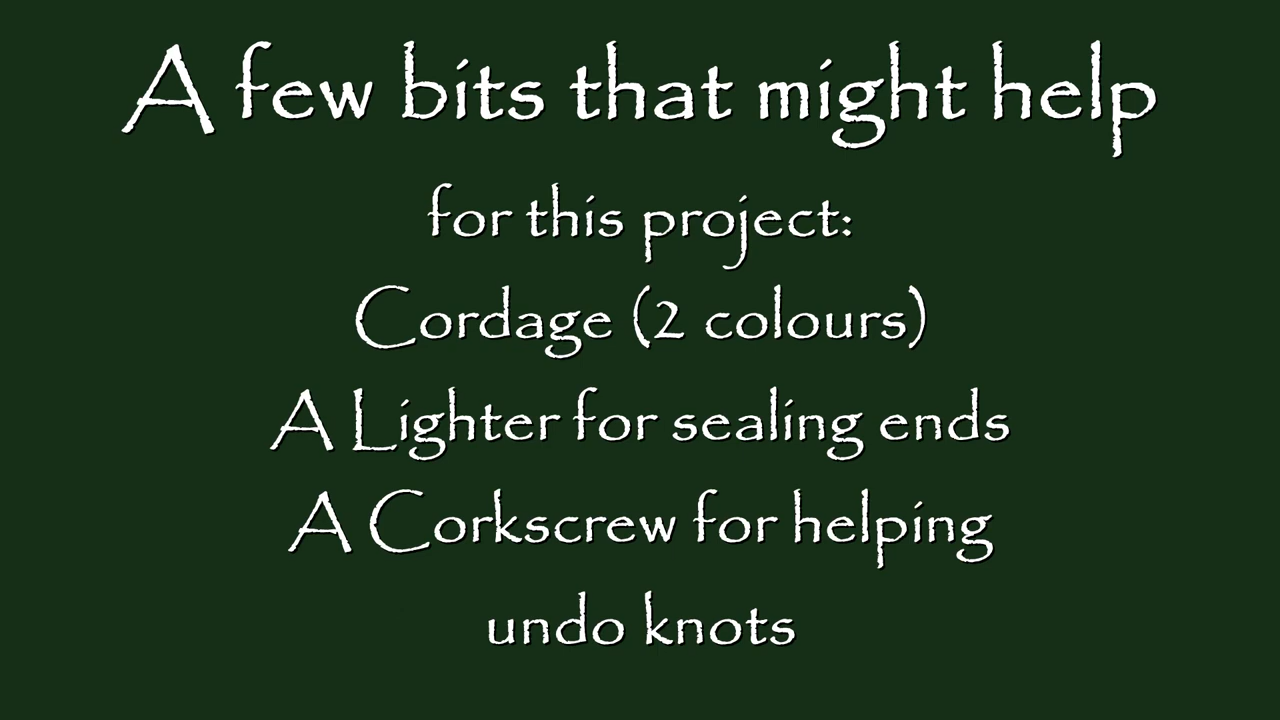 A few bits that might help
for this project:
Cordage (2 colours)
A Lighter for sealing ends
A Corkscrew for helping
undo knots